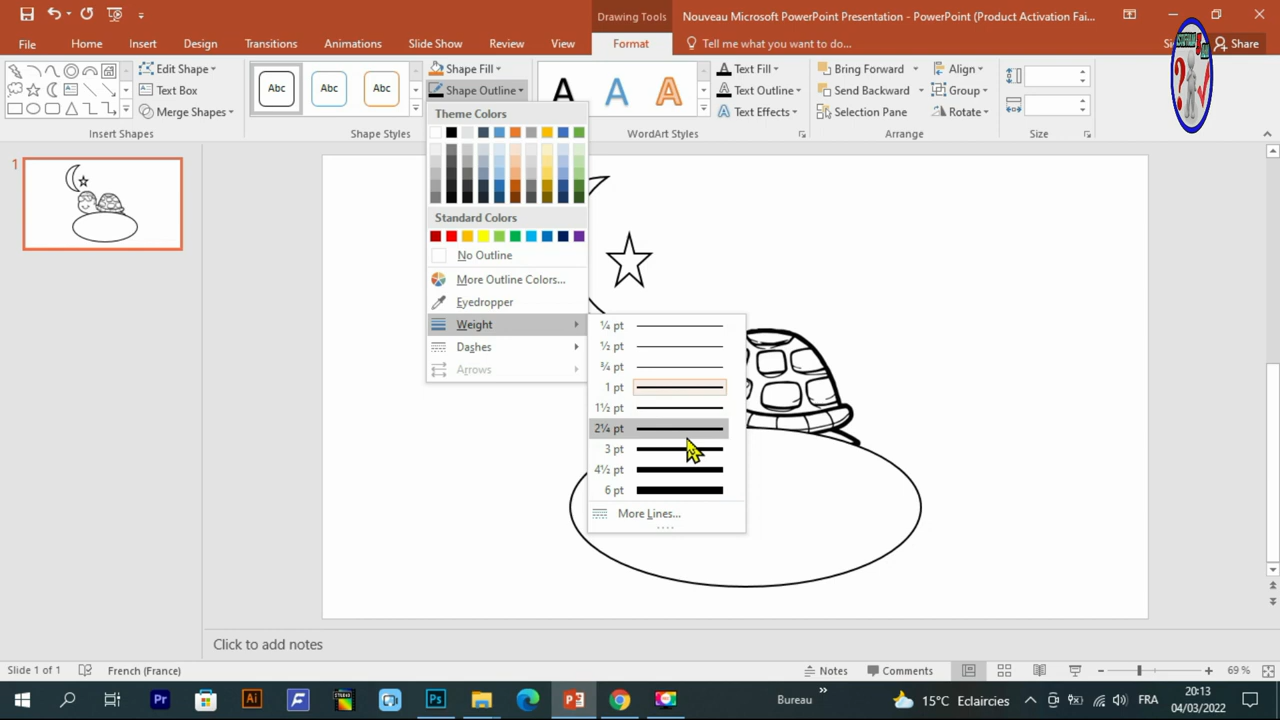 Drawing Tools
Nouveau Microsoft PowerPoint Presentation - PowerPoint (Product Activation Fai...
File
Home
Insert
Design
Transitions
Animations
Slide Show
Review
View
Format
Tell me what you want to do...
Share
Edit Shape
Text Box
Merge Shapes
Insert Shapes
Abc
Abc
Abc
Shape Styles
Shape Fill
Shape Outline
A
A
A
WordArt Styles
Text Fill
Text Outline
Text Effects
Bring Forward
Send Backward
Selection Pane
Align
Group
Rotate
Arrange
Size
1
Theme Colors
Standard Colors
No Outline
More Outline Colors...
Eyedropper
Weight
Dashes
Arrows
¼ pt
½ pt
¾ pt
1 pt
1½ pt
2¼ pt
3 pt
4½ pt
6 pt
More Lines...
Click to add notes
Slide 1 of 1
French (France)
Notes
Comments
69 %
Pr
Ai
Ps
Bureau
15°C Eclaircies
FRA
20:13
04/03/2022